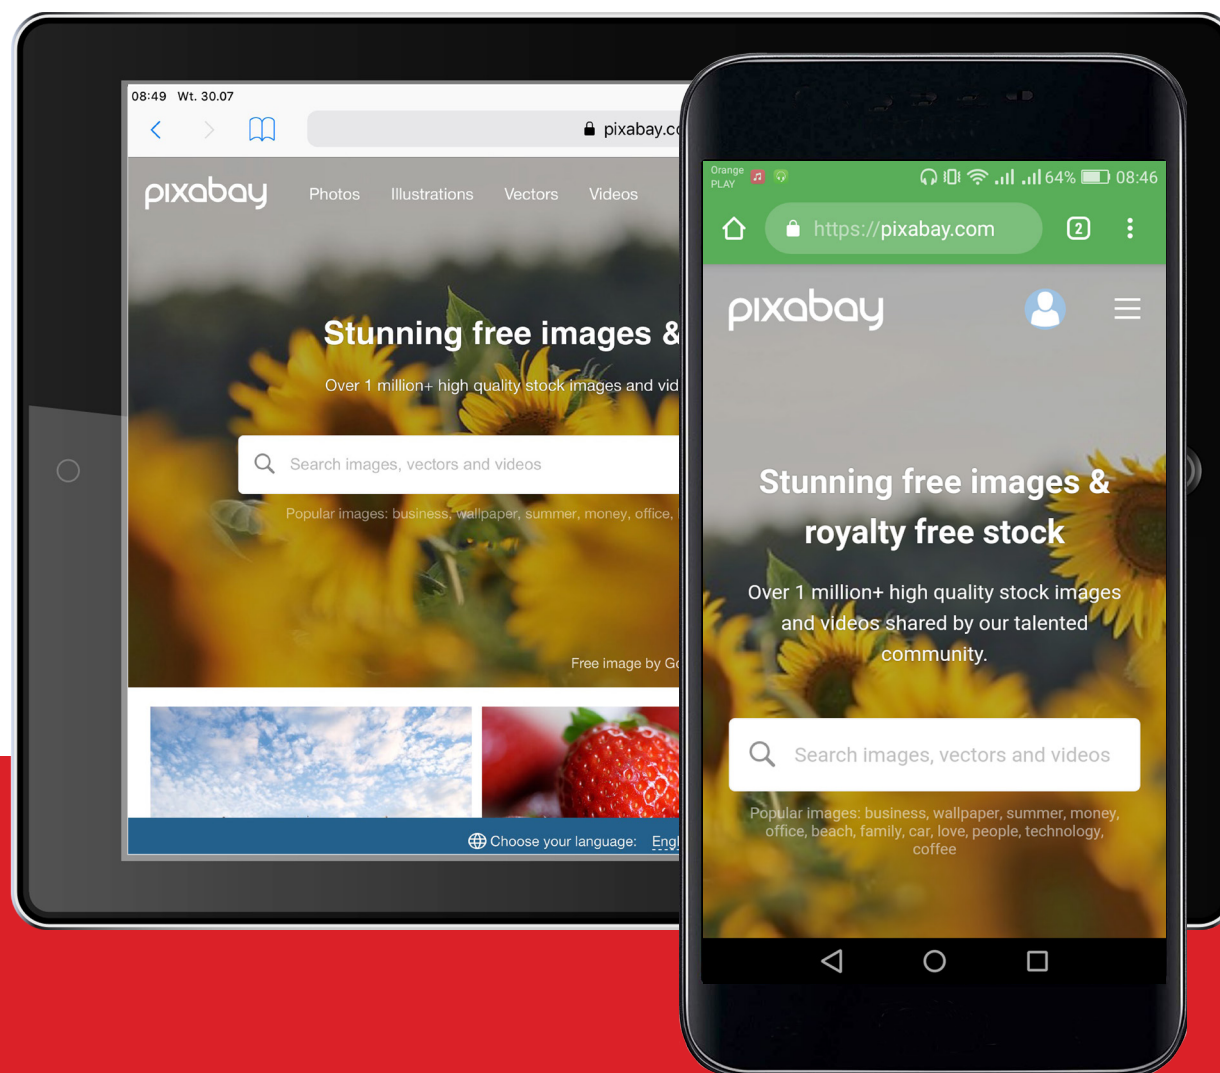 08:49 Wt. 30.07
pixabay.c
pixabay Photos Illustrations Vectors Videos
Stunning free images &
Over 1 million+ high quality stock images and vid
Search images, vectors and videos
Popular images: business, wallpaper, summer, money, office,
Free image by G
Choose your language: Engl
Orange
PLAY
64% 08:46
https://pixabay.com 2
pixabay
Stunning free images &
royalty free stock
Over 1 million+ high quality stock images
and videos shared by our talented
community.
Search images, vectors and videos
Popular images: business, wallpaper, summer, money,
office, beach, family, car, love, people, technology,
coffee